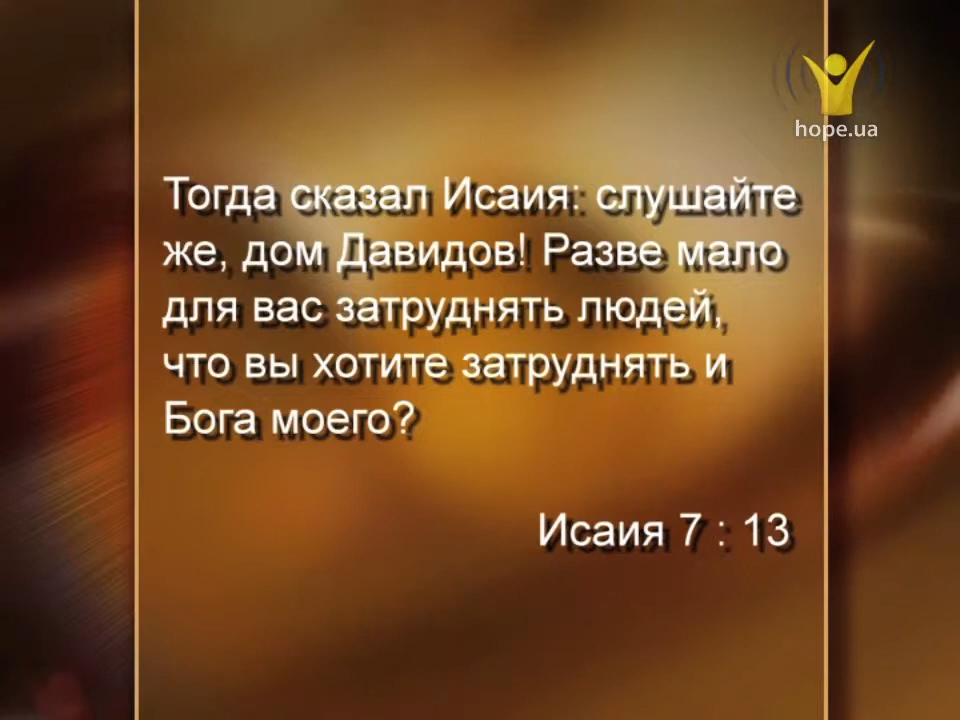 hope.ua
Тогда сказал Исаия: слушайте
же, дом Давидов! Разве мало
для вас затруднять людей,
что вы хотите затруднять и
Бога моего?
Исаия 7 : 13